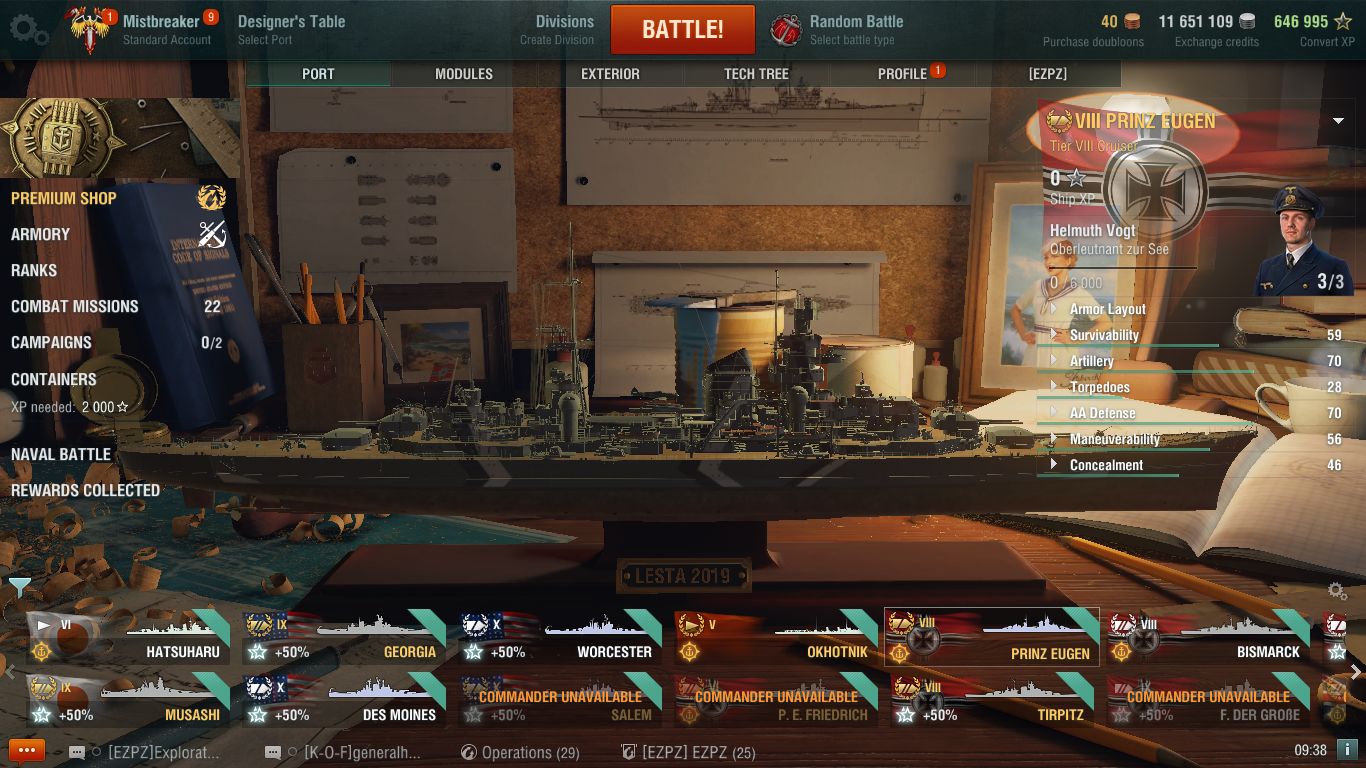 1
Mistbreaker
9
Standard Account
Designer's Table
Select Port
Divisions
Create Division
BATTLE!
Random Battle
Select battle type
40
Purchase doubloons
11 651 109
Exchange credits
646 995
Convert XP
PORT
MODULES
EXTERIOR
TECH TREE
PROFILE
1
[EZPZ]
PREMIUM SHOP
ARMORY
RANKS
COMBAT MISSIONS 22
CAMPAIGNS 0/2
CONTAINERS
XP needed: 2 000
NAVAL BATTLE
REWARDS COLLECTED
INTERN
CODE OF SIGNALS
VIII PRINZ EUGEN
Tier VIII Cruiser
0
Ship XP
Helmuth Vogt
Oberleutnant zur See
0 / 6 000
3/3
Armor Layout
Survivability 59
Artillery 70
Torpedoes 28
AA Defense 70
Maneuverability 56
Concealment 46
LESTA 2019
VI
HATSUHARU
IX
+50% GEORGIA
X
+50% WORCESTER
V
OKHOTNIK
VIII
PRINZ EUGEN
VIII
BISMARCK
IX
+50% MUSASHI
X
+50% DES MOINES
COMMANDER UNAVAILABLE
+50% SALEM
COMMANDER UNAVAILABLE
P. E. FRIEDRICH
VIII
+50% TIRPITZ
COMMANDER UNAVAILABLE
+50% F. DER GROßE
[EZPZ]Explorat...
[K-O-F]generalh...
Operations (29)
[EZPZ] EZPZ (25)
09:38